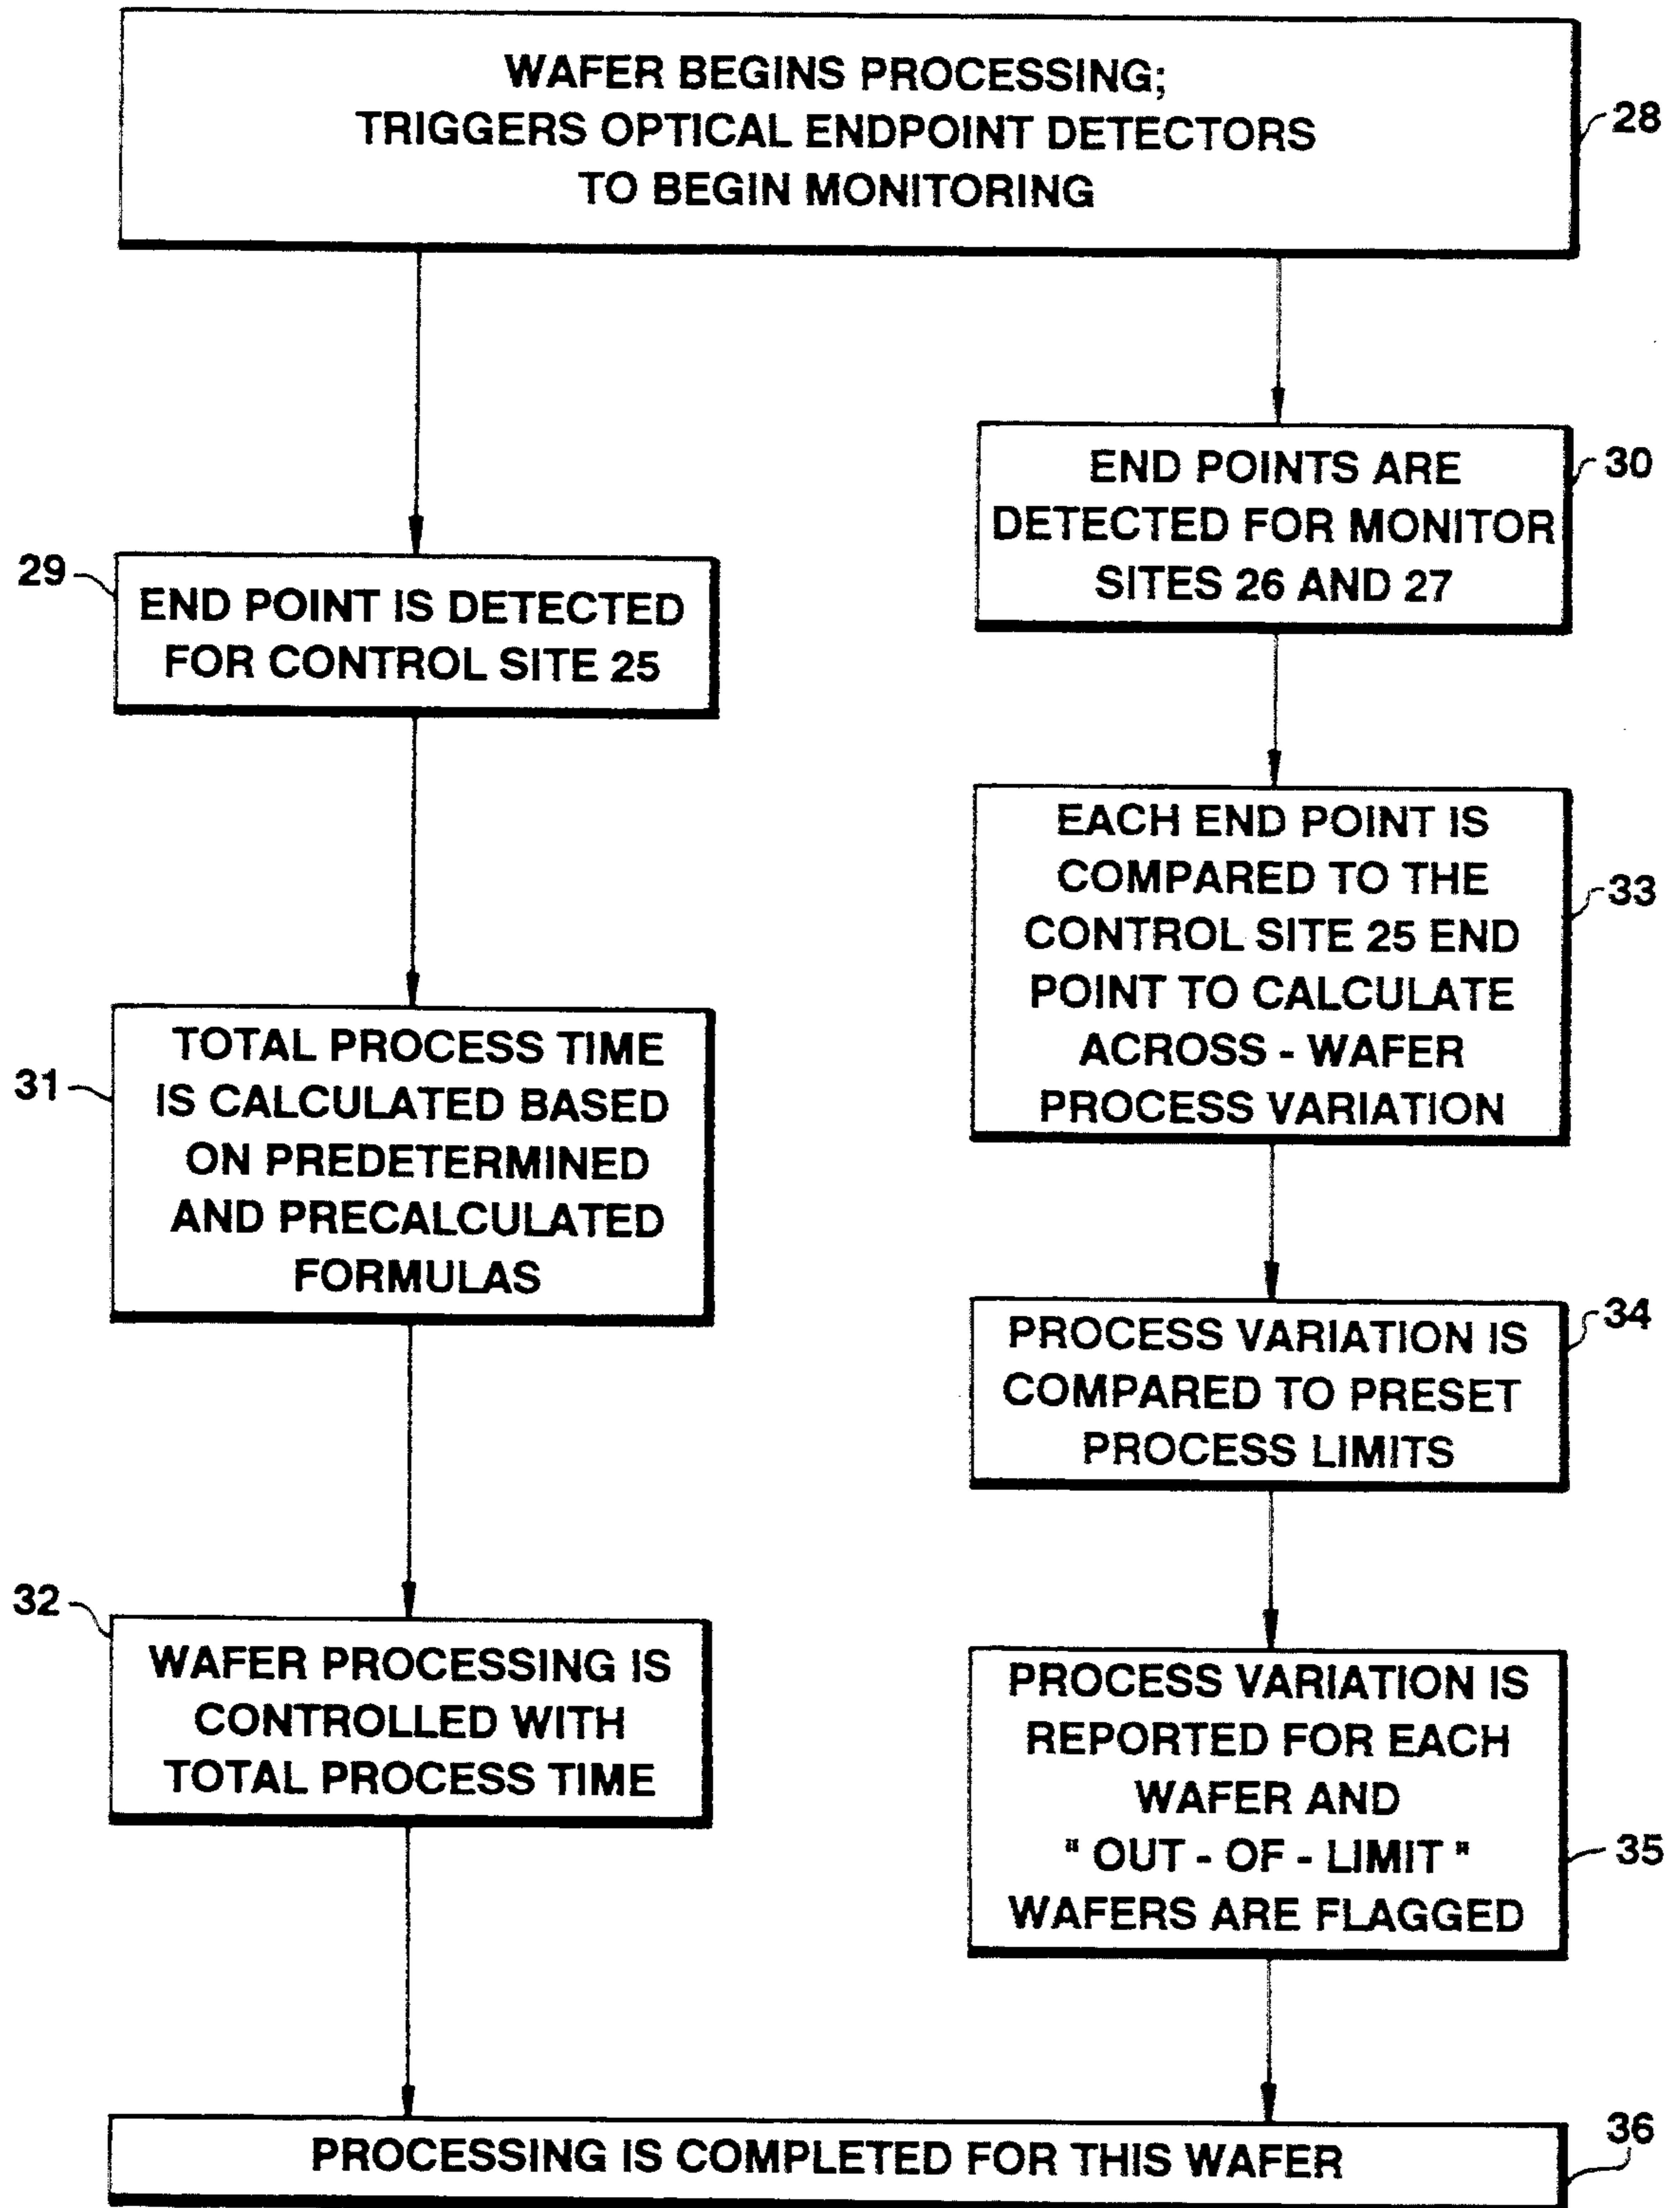 WAFER BEGINS PROCESSING;
TRIGGERS OPTICAL ENDPOINT DETECTORS
TO BEGIN MONITORING
28
29
END POINT IS DETECTED
FOR CONTROL SITE 25
END POINTS ARE
DETECTED FOR MONITOR
SITES 26 AND 27
30
31
TOTAL PROCESS TIME
IS CALCULATED BASED
ON PREDETERMINED
AND PRECALCULATED
FORMULAS
EACH END POINT IS
COMPARED TO THE
CONTROL SITE 25 END
POINT TO CALCULATE
ACROSS - WAFER
PROCESS VARIATION
33
PROCESS VARIATION IS
COMPARED TO PRESET
PROCESS LIMITS
34
32
WAFER PROCESSING IS
CONTROLLED WITH
TOTAL PROCESS TIME
PROCESS VARIATION IS
REPORTED FOR EACH
WAFER AND
" OUT - OF - LIMIT "
WAFERS ARE FLAGGED
35
PROCESSING IS COMPLETED FOR THIS WAFER
36